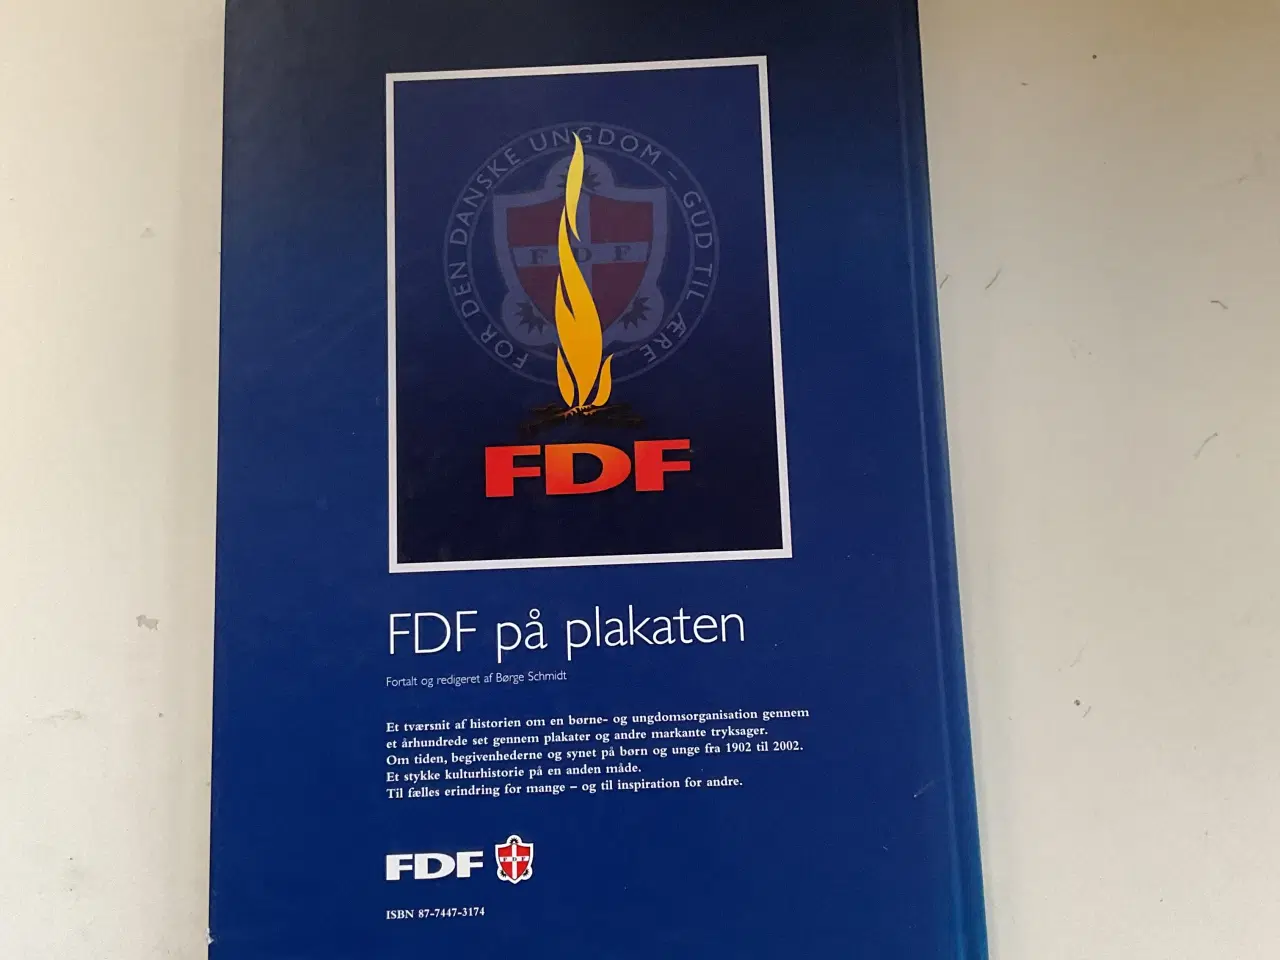 FOR DEN DANSKE UNGDOM – GUD TIL ÆRE
F D F
FDF
FDF på plakaten
Fortalt og redigeret af Børge Schmidt
Et tværsnit af historien om en børne- og ungdomsorganisation gennem
et århundrede set gennem plakater og andre markante tryksager.
Om tiden, begivenhederne og synet på børn og unge fra 1902 til 2002.
Et stykke kulturhistorie på en anden måde.
Til fælles erindring for mange – og til inspiration for andre.
FDF F D F
ISBN 87-7447-3174